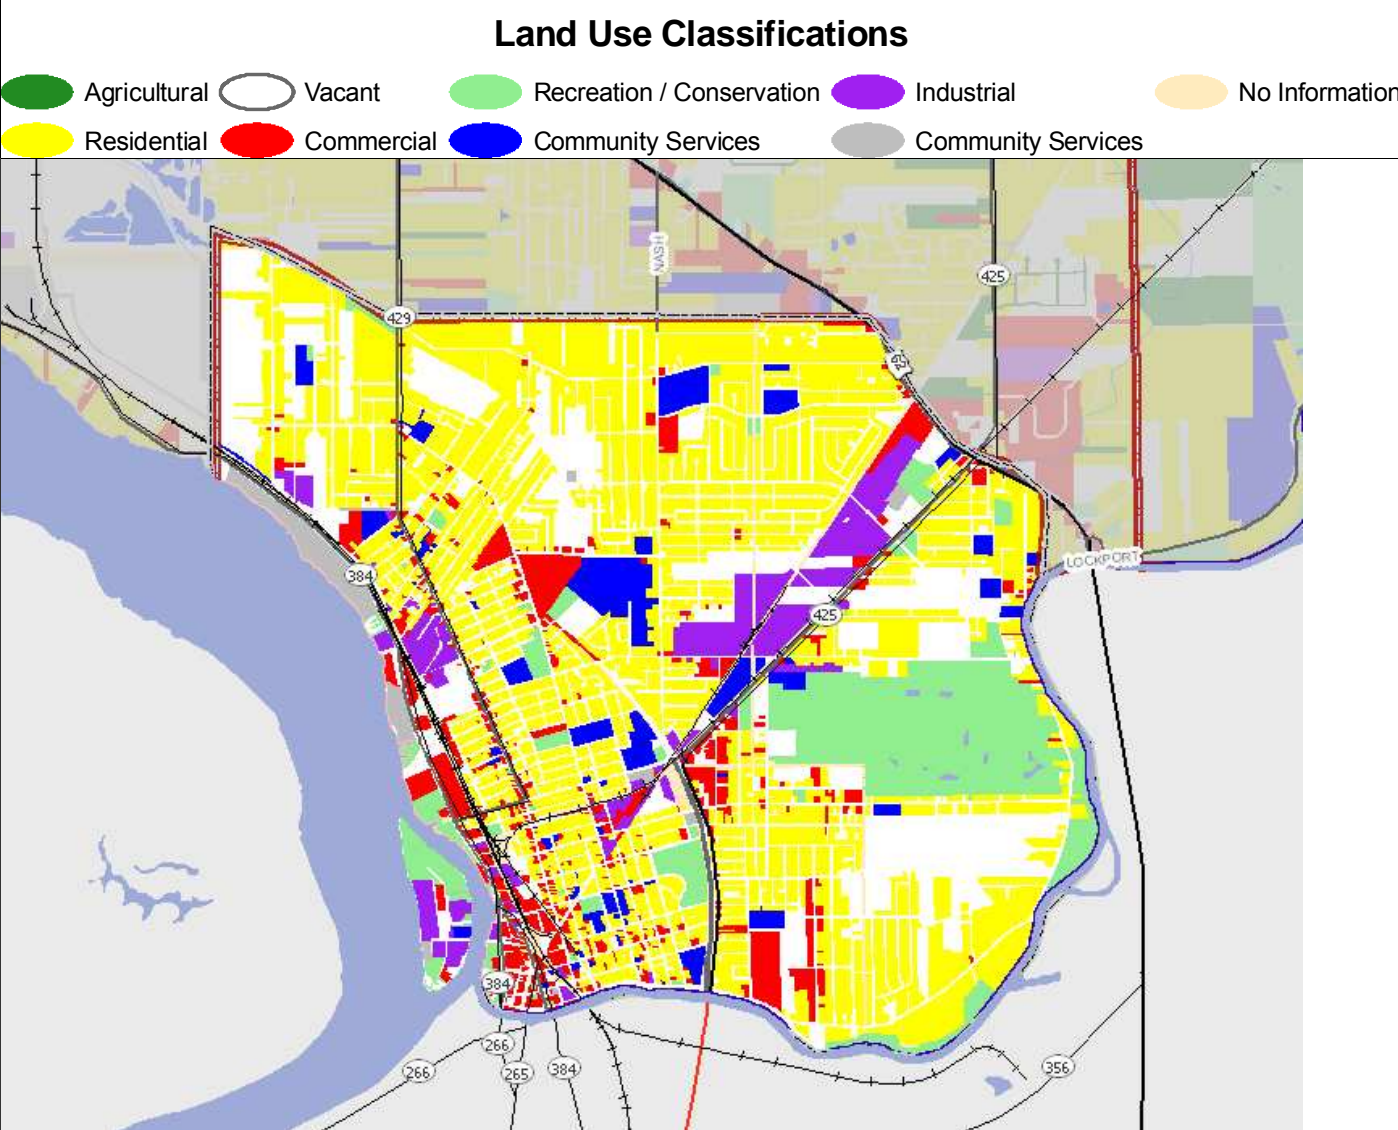 Land Use Classifications
Agricultural Vacant Recreation / Conservation Industrial No Information
Residential Commercial Community Services Community Services
NASH
425
429
62
LOCKPORT
384
425
384
266
266
265
384
356